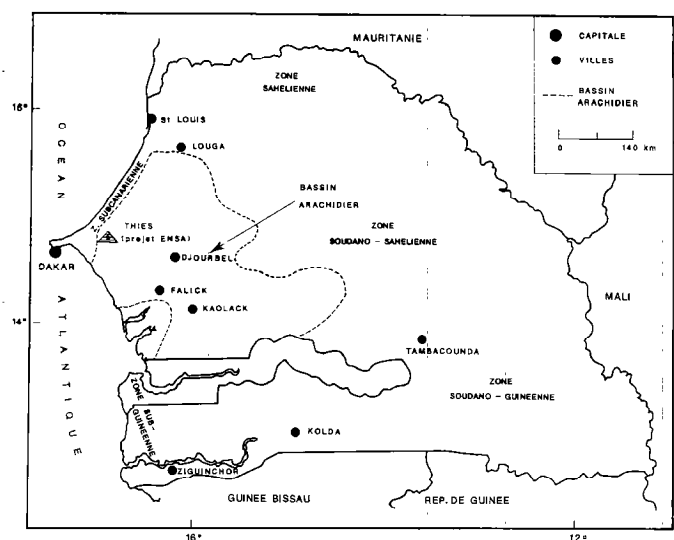 MAURITANIE
CAPITALE
VILLES
BASSIN
ARACHIDIER
0 140 km
ZONE
SAHELIENNE
16°
St LOUIS
LOUGA
OCEAN
Z. SUBCANARIENNE
BASSIN
ARACHIDIER
THIES
(projet ENSA)
ZONE
SOUDANO - SAHELIENNE
DJOURBEL
DAKAR
FALICK
MALI
KAOLACK
14°
ATLANTIQUE
TAMBACOUNDA
ZONE
SOUDANO - GUINEENNE
ZONE SUB-
GUINEENNE
KOLDA
ZIGUINCHOR
GUINEE BISSAU
REP. DE GUINEE
16°
12°